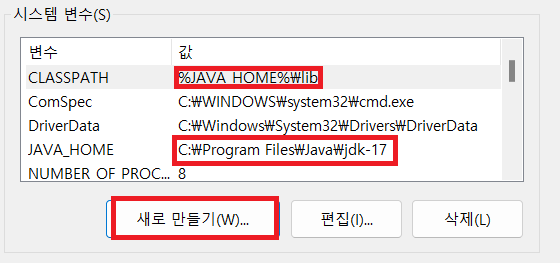 시스템 변수(S)
변수 값
CLASSPATH %JAVA_HOME%₩lib
ComSpec C:₩WINDOWS₩system32₩cmd.exe
DriverData C:₩Windows₩System32₩Drivers₩DriverData
JAVA_HOME C:₩Program Files₩Java₩jdk-17
NUMBER_OF_PROC... 8
새로 만들기(W)... 편집(I)... 삭제(L)